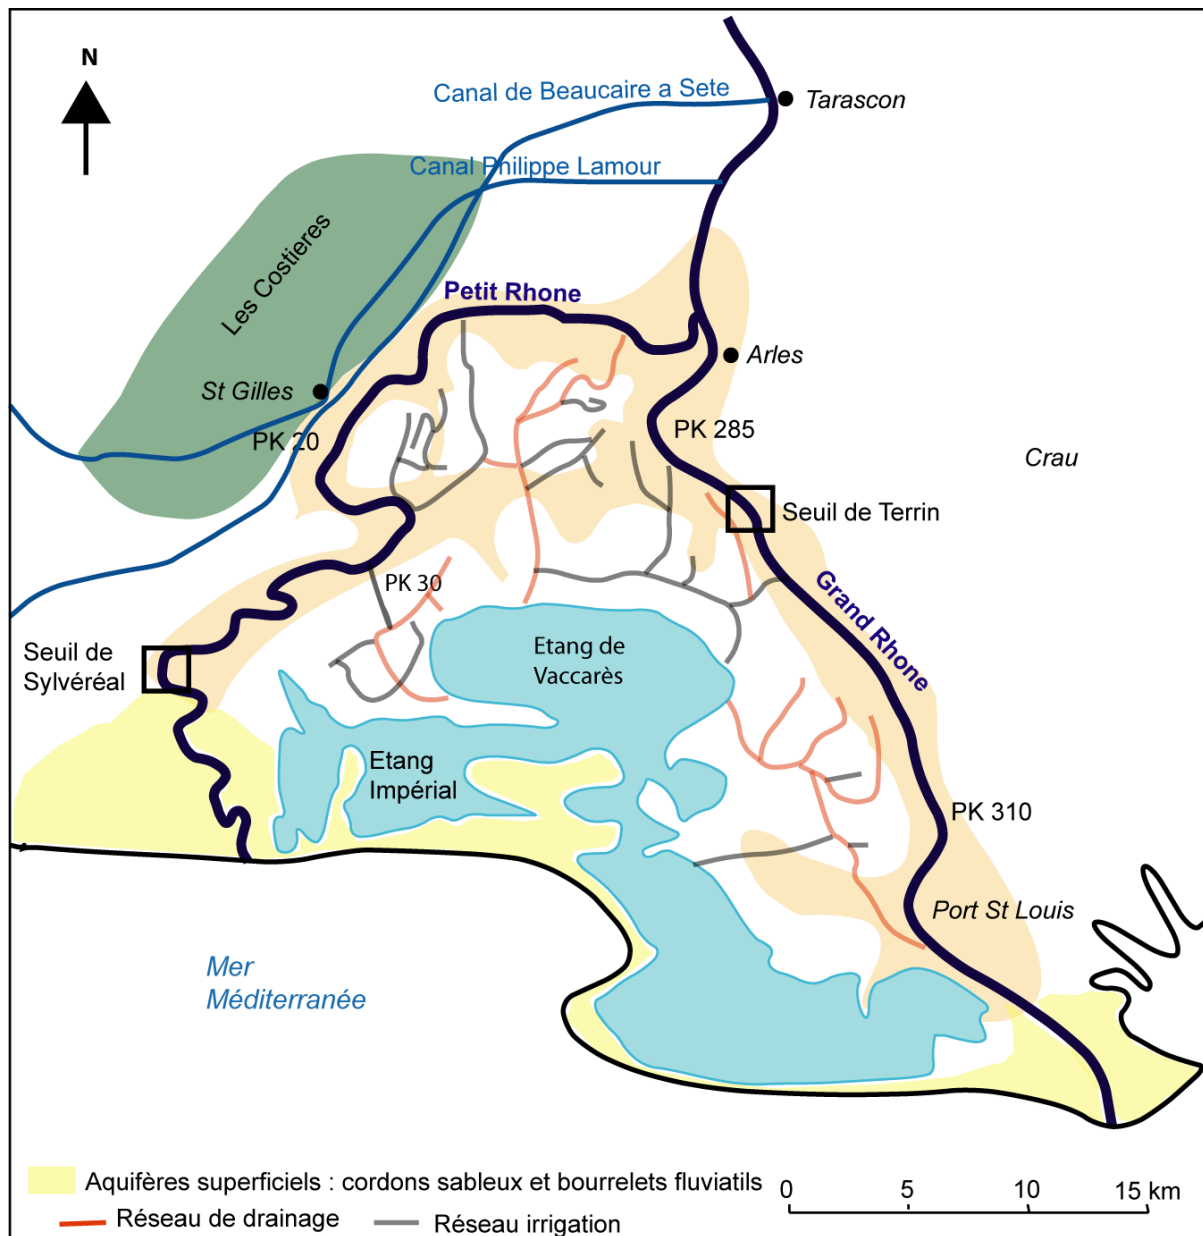 N
Canal de Beaucaire a Sete
Tarascon
Canal Philippe Lamour
Les Costieres
Petit Rhone
Arles
St Gilles
PK 20
PK 285
Crau
Seuil de Terrin
PK 30
Grand Rhone
Seuil de
Sylvéréal
Etang de
Vaccarès
Etang
Impérial
PK 310
Port St Louis
Mer
Méditerranée
Aquifères superficiels : cordons sableux et bourrelets fluviatils
0 5 10 15 km
Réseau de drainage
Réseau irrigation